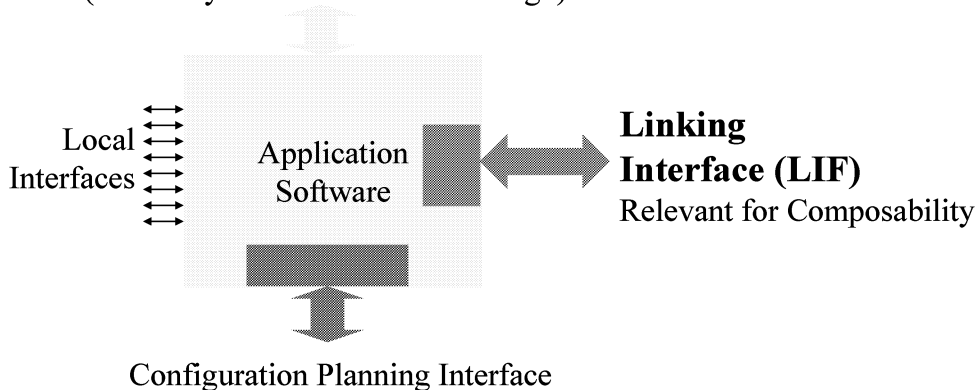 Local
Interfaces
Application
Software
Linking
Interface (LIF)
Relevant for Composability
Configuration Planning Interface